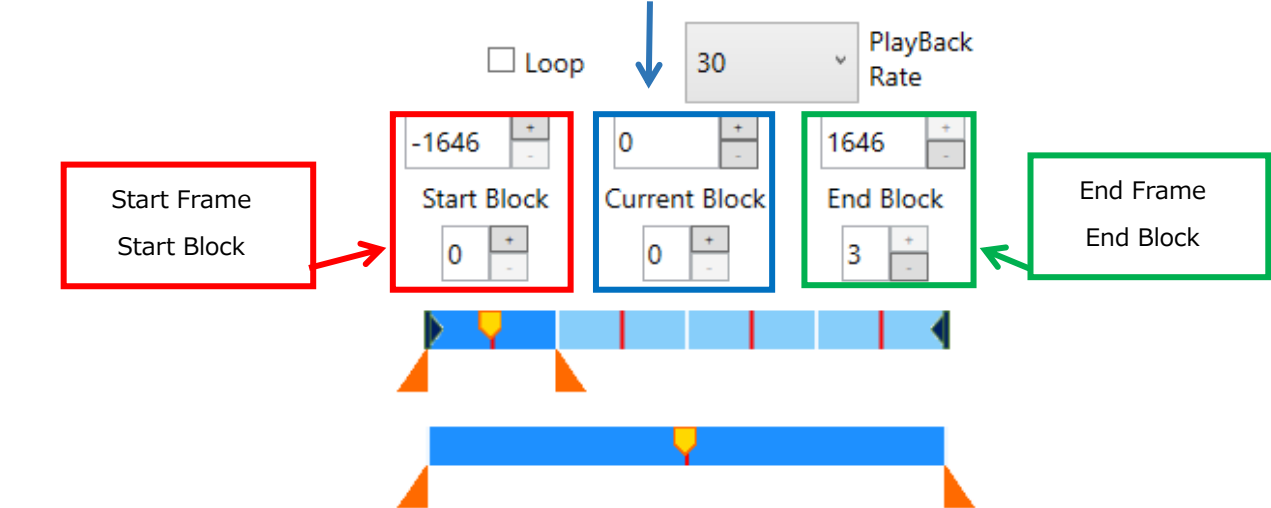 Loop
30
PlayBack
Rate
-1646
+
-
0
+
-
1646
+
-
Start Frame
Start Block
Start Block
Current Block
End Block
End Frame
End Block
0
+
-
0
+
-
3
+
-